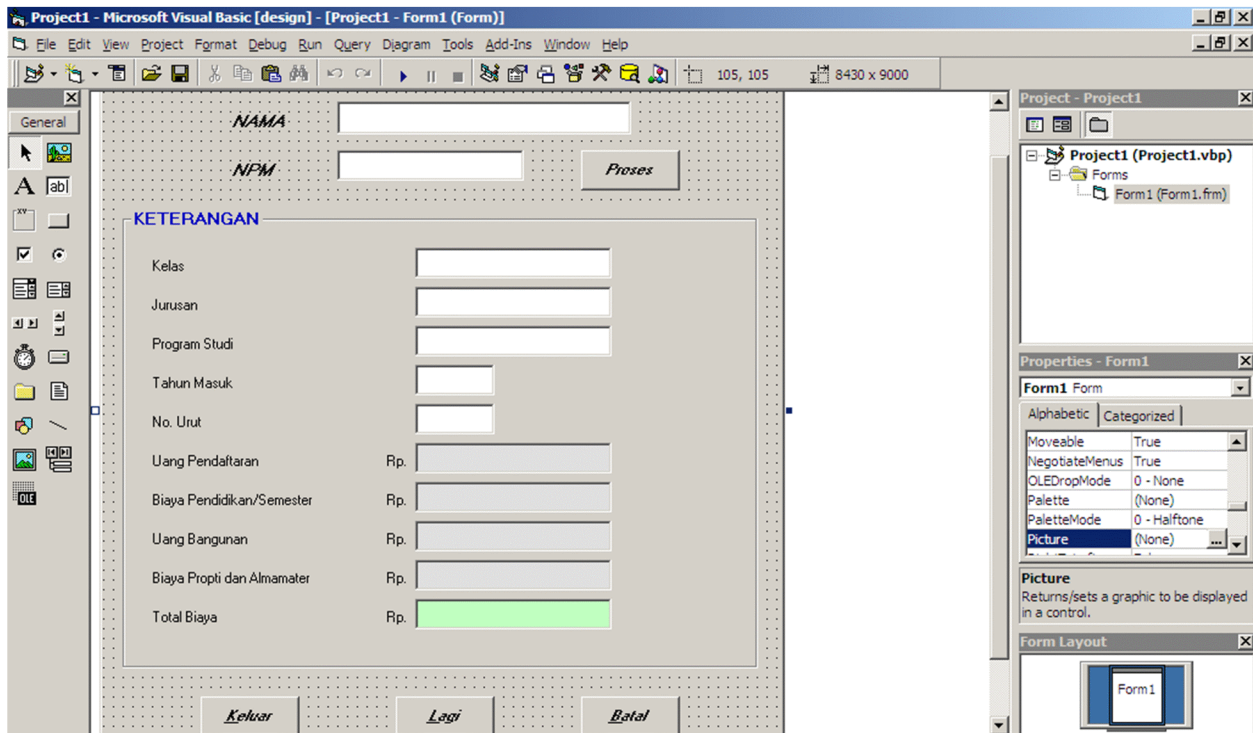 Project1 - Microsoft Visual Basic [design] - [Project1 - Form1 (Form)]
File Edit View Project Format Debug Run Query Diagram Tools Add-Ins Window Help
105, 105 8430 x 9000
General
A ab|
XY
OLE
NAMA
NPM Proses
KETERANGAN
Kelas
Jurusan
Program Studi
Tahun Masuk
No. Urut
Uang Pendaftaran Rp.
Biaya Pendidikan/Semester Rp.
Uang Bangunan Rp.
Biaya Propti dan Almamater Rp.
Total Biaya Rp.
Keluar Lagi Batal
Project - Project1
Project1 (Project1.vbp)
Forms
Form1 (Form1.frm)
Properties - Form1
Form1 Form
Alphabetic Categorized
Moveable True
NegotiateMenus True
OLEDropMode 0 - None
Palette (None)
PaletteMode 0 - Halftone
Picture (None) ...
Picture
Returns/sets a graphic to be displayed
in a control.
Form Layout
Form1